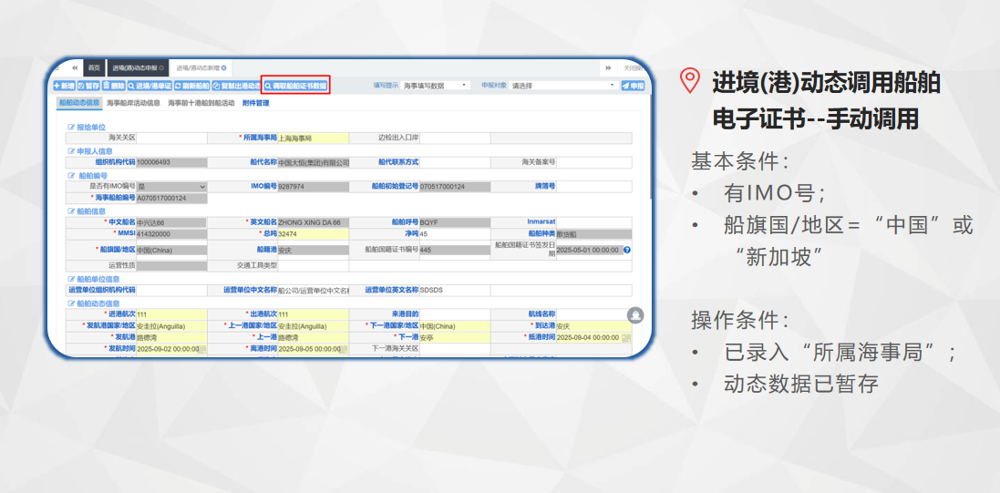 首页 进境(港)动态申报 进境/港动态新增 关闭操
新增 暂存 删除 进境/港单证 刷新船舶 复制出港动态 调取船舶证书数据 填写提示 海事填写数据 申报对象 请选择 申报
船舶动态信息 海事船岸活动信息 海事前十港船到船活动 附件管理
报给单位
海关关区 * 所属海事局 上海海事局 边检出入口岸
申报人信息
组织机构代码 100006493 船代名称 中国大恒(集团)有限公司 船代联系方式 海关备案号
船舶编号
是否有IMO编号 是 IMO编号 9287974 船舶初始登记号 070517000124 牌簿号
* 海事船舶编号 A070517000124
船舶信息
* 中文船名 中兴达66 * 英文船名 ZHONG XING DA 66 船舶呼号 BQYF Inmarsat
* MMSI 414320000 * 总吨 32474 净吨 45 船舶种类 散货船
* 船旗国/地区 中国(China) 船籍港 安庆 船舶国籍证书编号 445 船舶国籍证书签发日期 2025-05-01 00:00:00
运营性质 交通工具类型
船舶单位信息
运营单位组织机构代码 运营单位中文名称 船公司/运营单位中文名称 运营单位英文名称 SDSDS
船舶动态信息
* 进港航次 111 * 出港航次 111 来港目的 航线名称
* 发航港国家/地区 安圭拉(Anguilla) * 上一港国家/地区 安圭拉(Anguilla) * 下一港国家/地区 中国(China) * 到达港 安庆
* 发航港 路德湾 * 上一港 路德湾 * 下一港 安亭 * 抵港时间 2025-09-04 00:00:00
* 发航时间 2025-09-02 00:00:00 * 离港时间 2025-09-05 00:00:00 下一港海关关区
进境(港)动态调用船舶
电子证书--手动调用
基本条件：
• 有IMO号；
• 船旗国/地区=“中国”或
“新加坡”
操作条件：
• 已录入“所属海事局”；
• 动态数据已暂存